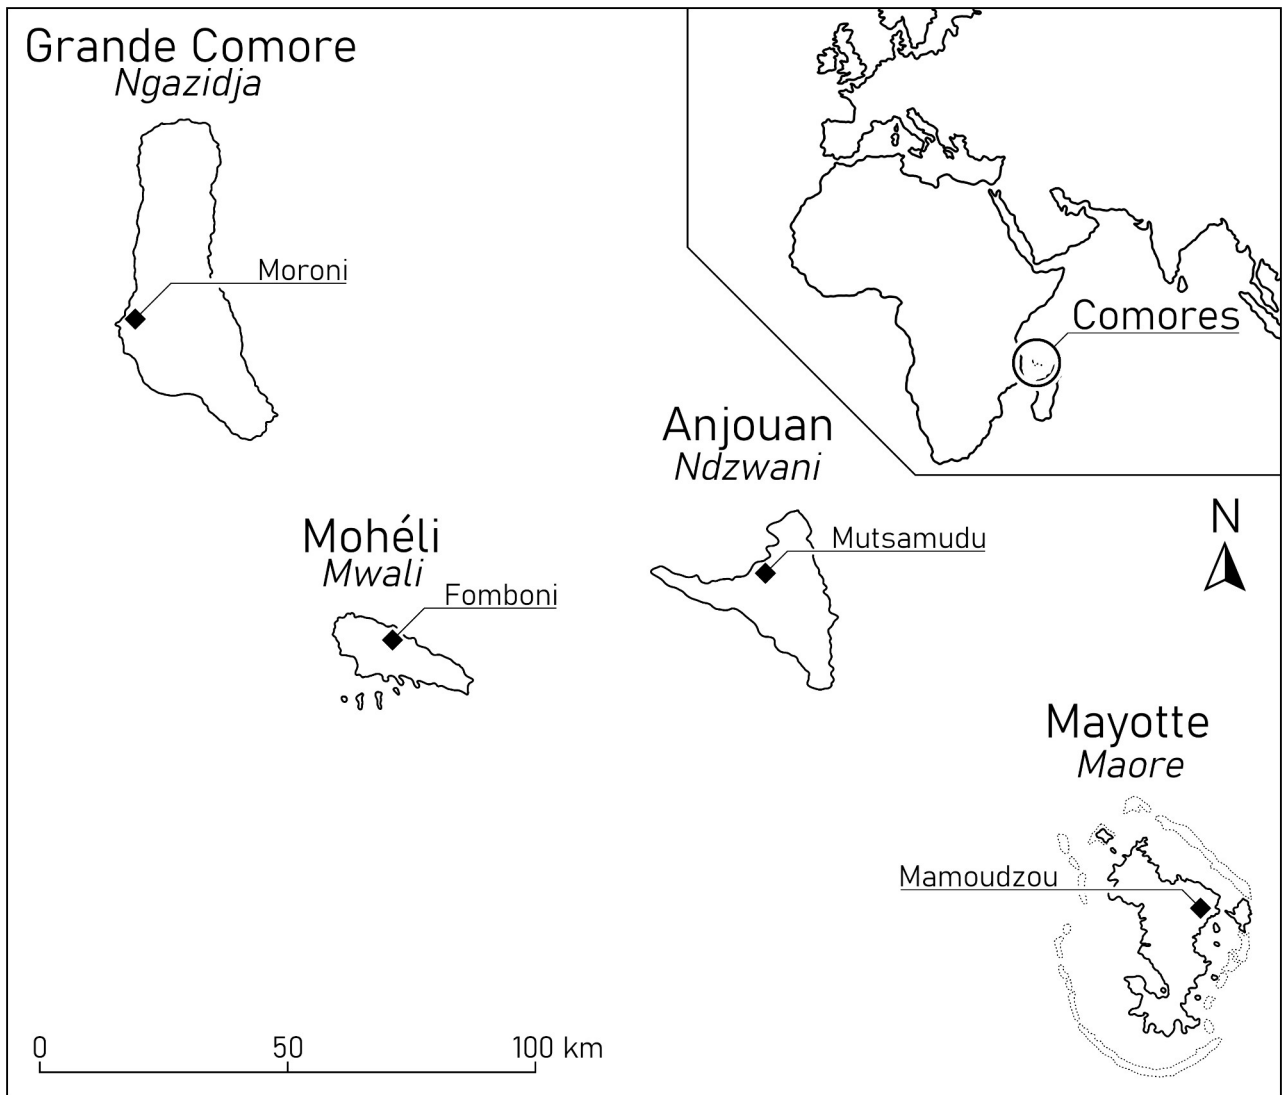 Grande Comore
Ngazidja
Moroni
Comores
Anjouan
Ndzwani
Mutsamudu
N
Mohéli
Mwali
Fomboni
Mayotte
Maore
Mamoudzou
0 50 100 km